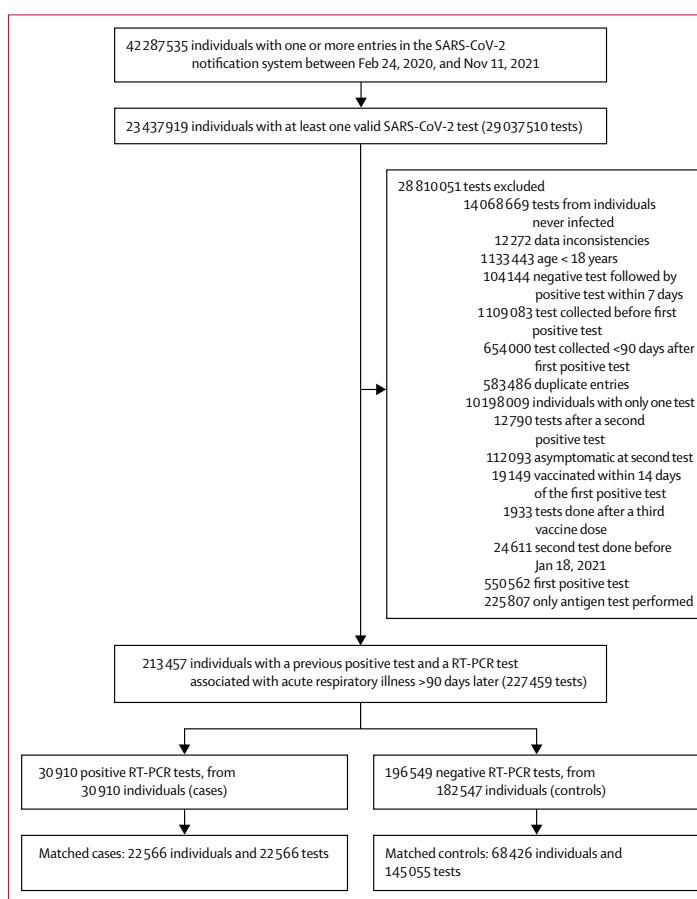 42 287 535 individuals with one or more entries in the SARS-CoV-2
notification system between Feb 24, 2020, and Nov 11, 2021
23 437 919 individuals with at least one valid SARS-CoV-2 test (29 037 510 tests)
28 810 051 tests excluded
14 068 669 tests from individuals
never infected
12 272 data inconsistencies
1 133 443 age < 18 years
104 144 negative test followed by
positive test within 7 days
1 109 083 test collected before first
positive test
654 000 test collected <90 days after
first positive test
583 486 duplicate entries
10 198 009 individuals with only one test
12 790 tests after a second
positive test
112 093 asymptomatic at second test
19 149 vaccinated within 14 days
of the first positive test
1933 tests done after a third
vaccine dose
24 611 second test done before
Jan 18, 2021
550 562 first positive test
225 807 only antigen test performed
213 457 individuals with a previous positive test and a RT-PCR test
associated with acute respiratory illness >90 days later (227 459 tests)
30 910 positive RT-PCR tests, from
30 910 individuals (cases)
196 549 negative RT-PCR tests, from
182 547 individuals (controls)
Matched cases: 22 566 individuals and 22 566 tests
Matched controls: 68 426 individuals and
145 055 tests